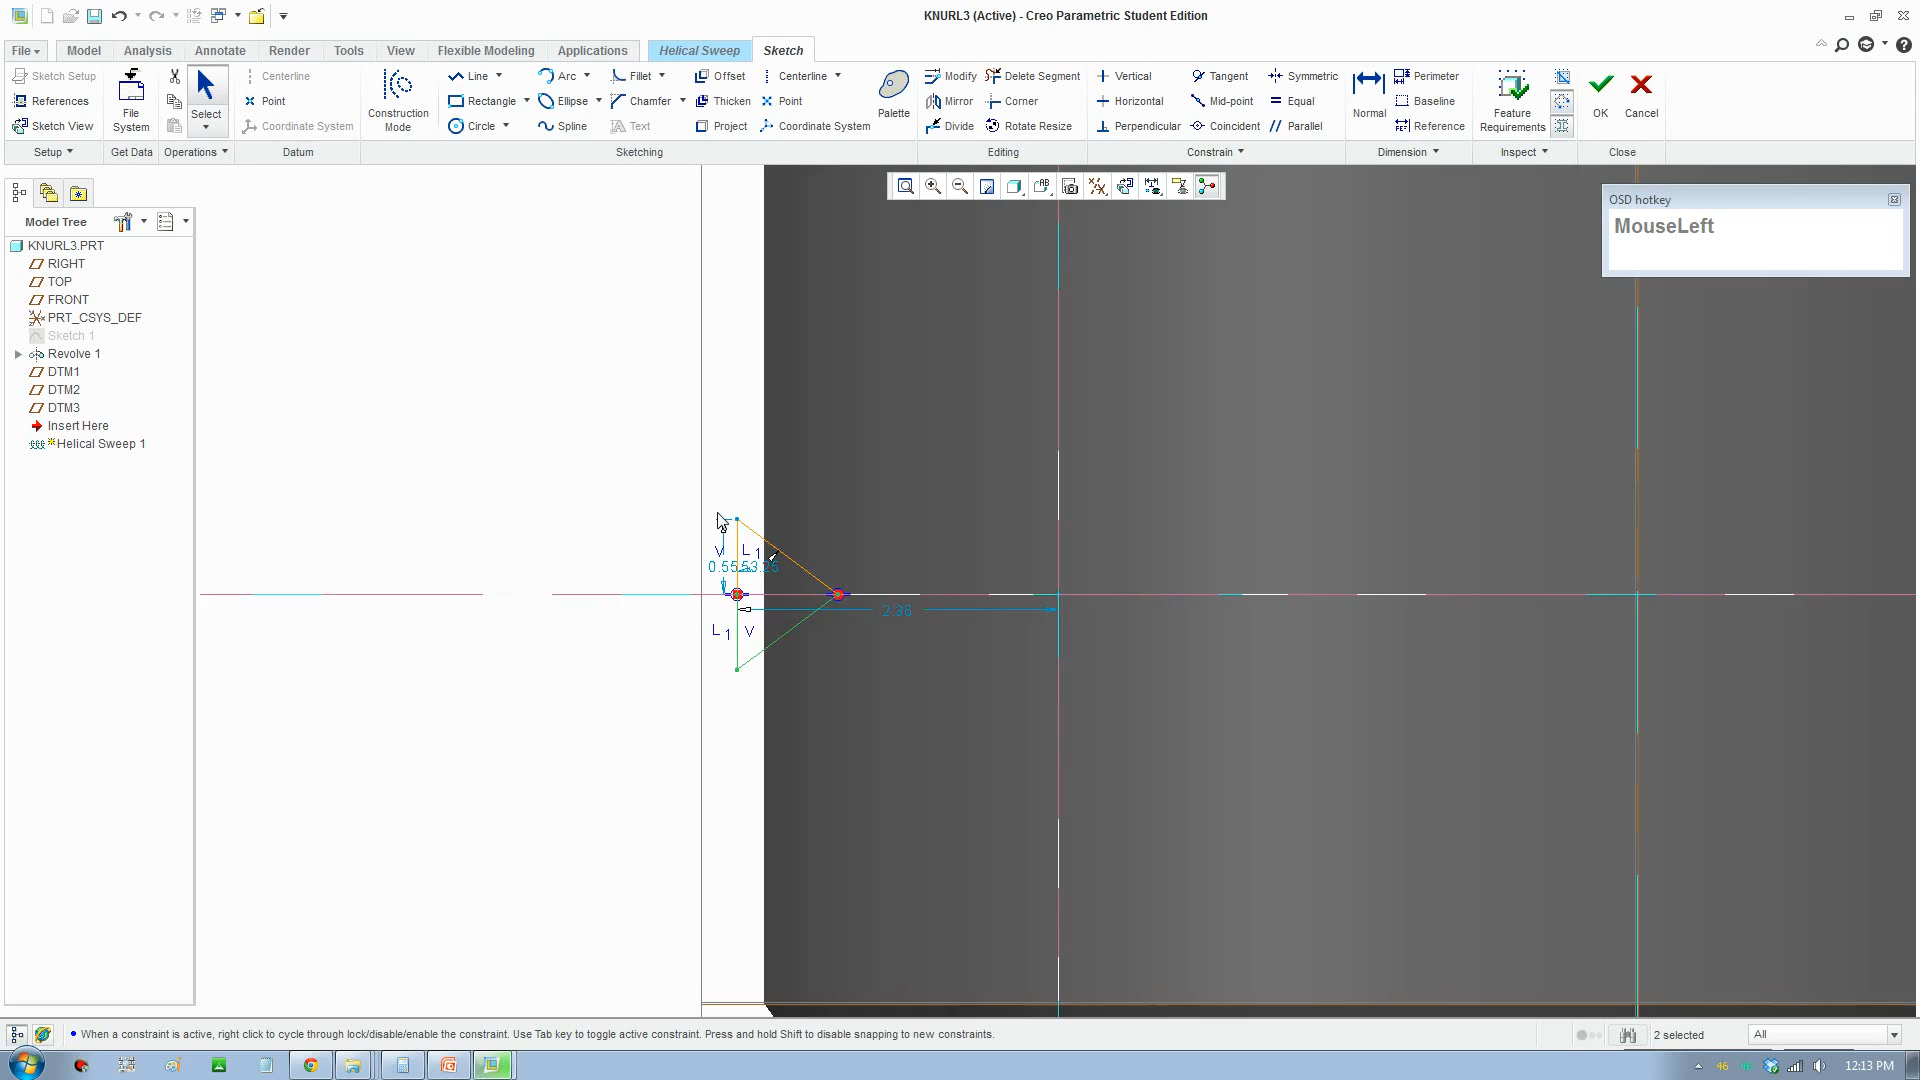 KNURL3 (Active) - Creo Parametric Student Edition
File Model Analysis Annotate Render Tools View Flexible Modeling Applications Helical Sweep Sketch
Sketch Setup
References
Sketch View
Setup
File System
Get Data
Select
Operations
Centerline
Point
Coordinate System
Datum
Construction Mode
Line Arc Fillet Offset Centerline
Rectangle Ellipse Chamfer Thicken Point
Circle Spline Text Project Coordinate System
Palette
Sketching
Modify Delete Segment
Mirror Corner
Divide Rotate Resize
Editing
Vertical Tangent Symmetric
Horizontal Mid-point Equal
Perpendicular Coincident Parallel
Constrain
Normal
Perimeter
Baseline
Reference
Dimension
Feature Requirements
Inspect
OK
Cancel
Close
Model Tree
KNURL3.PRT
RIGHT
TOP
FRONT
PRT_CSYS_DEF
Sketch 1
Revolve 1
DTM1
DTM2
DTM3
Insert Here
Helical Sweep 1
OSD hotkey
MouseLeft
V L 1
2.36
L 1 V
When a constraint is active, right click to cycle through lock/disable/enable the constraint. Use Tab key to toggle active constraint. Press and hold Shift to disable snapping to new constraints.
2 selected
All
46
12:13 PM